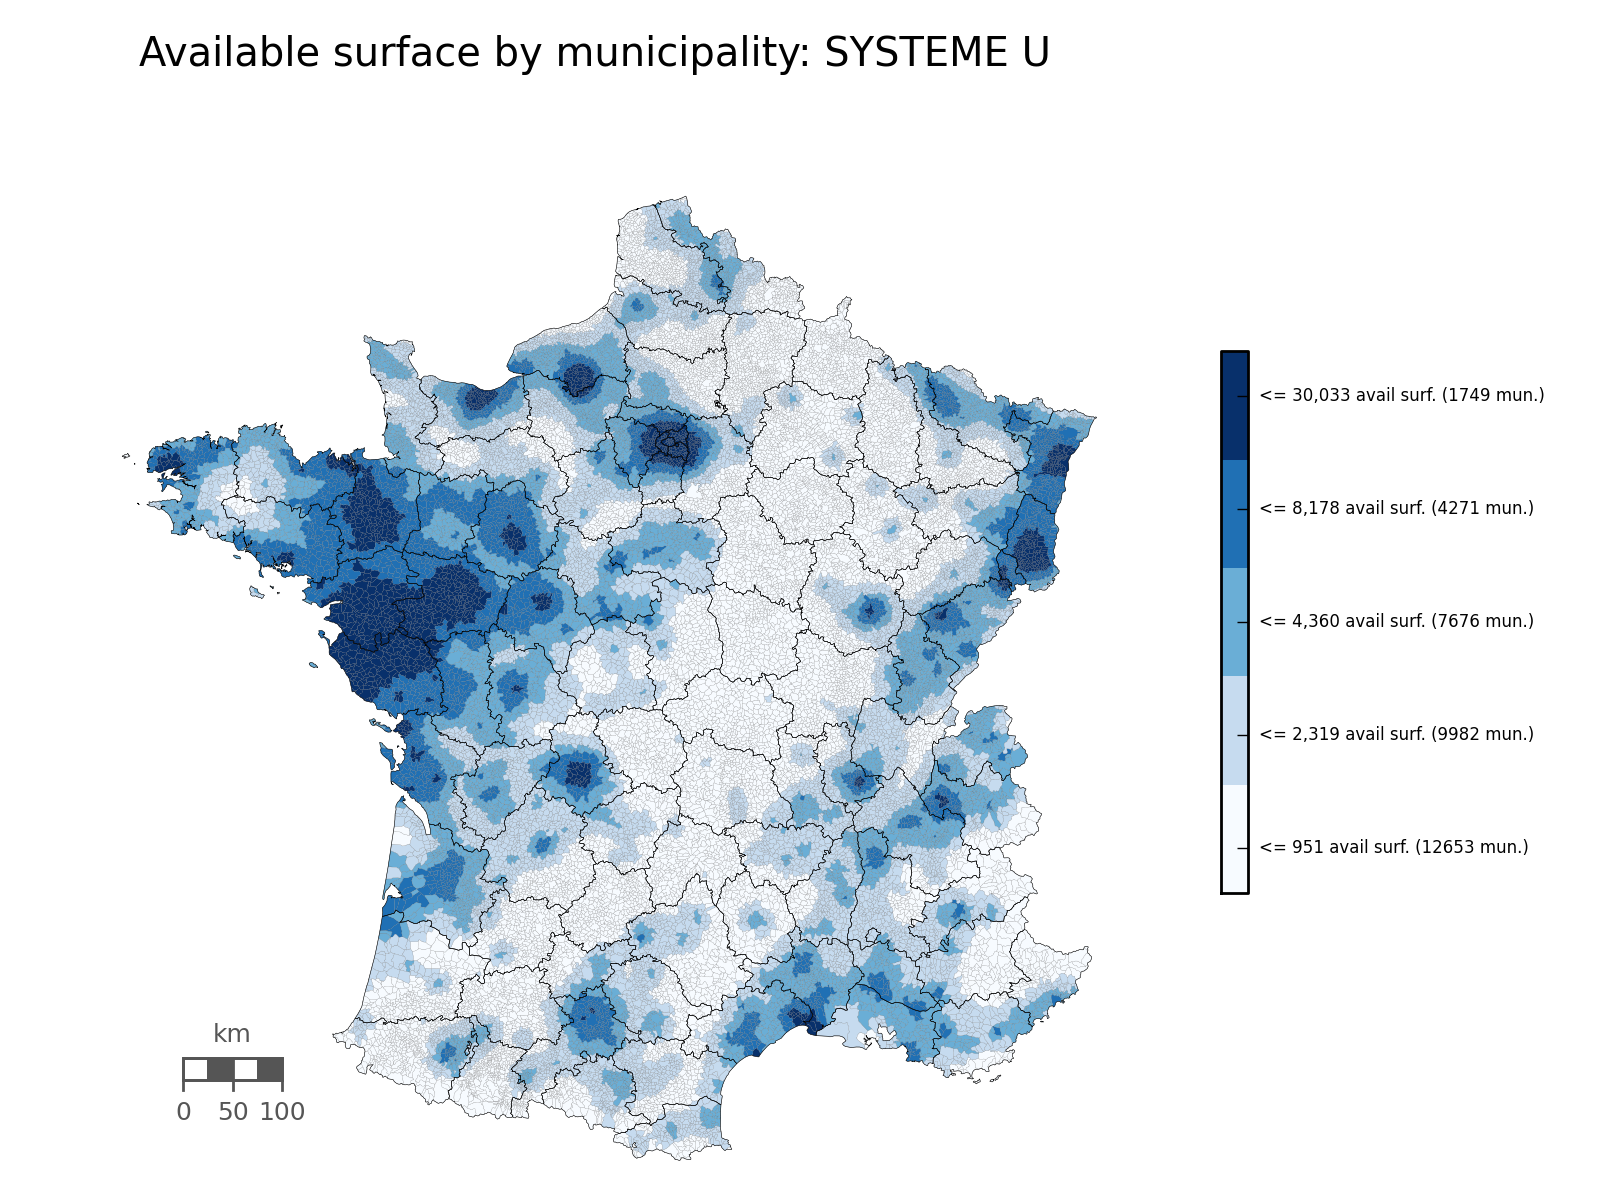 Available surface by municipality: SYSTEME U
<= 30,033 avail surf. (1749 mun.)
<= 8,178 avail surf. (4271 mun.)
<= 4,360 avail surf. (7676 mun.)
<= 2,319 avail surf. (9982 mun.)
<= 951 avail surf. (12653 mun.)
km
0 50 100